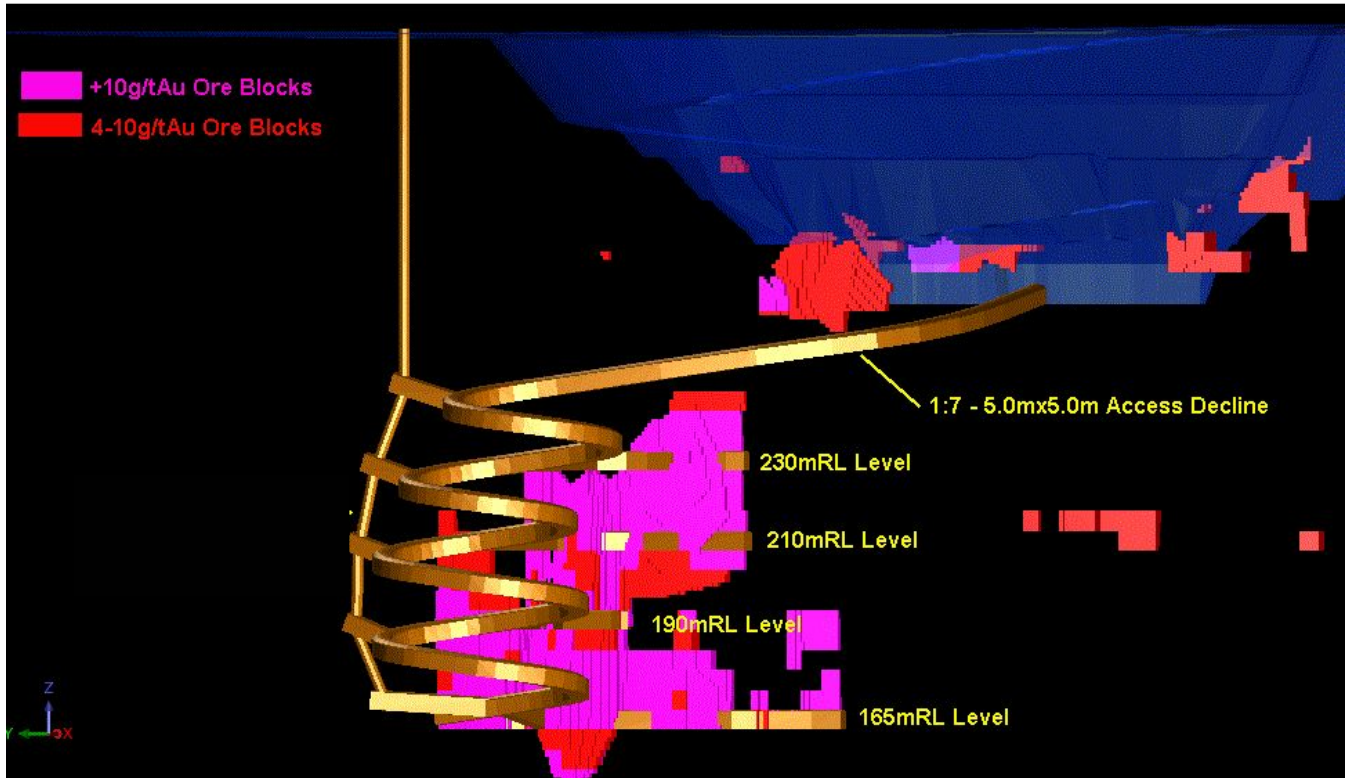 +10g/tAu Ore Blocks
4-10g/tAu Ore Blocks
1:7 - 5.0mx5.0m Access Decline
230mRL Level
210mRL Level
190mRL Level
165mRL Level
Z
Y
X